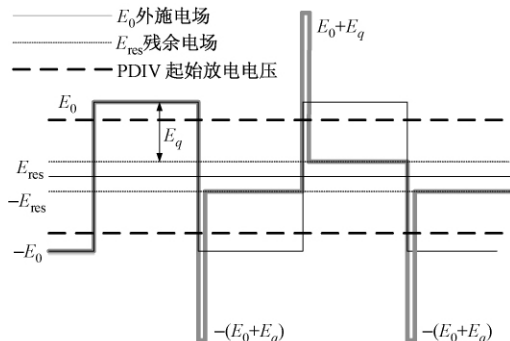 E₀外施电场
Eres残余电场
PDIV 起始放电电压
E₀+Eq
E₀
Eq
Eres
−Eres
−E₀
−(E₀+Eq)
−(E₀+Eq)